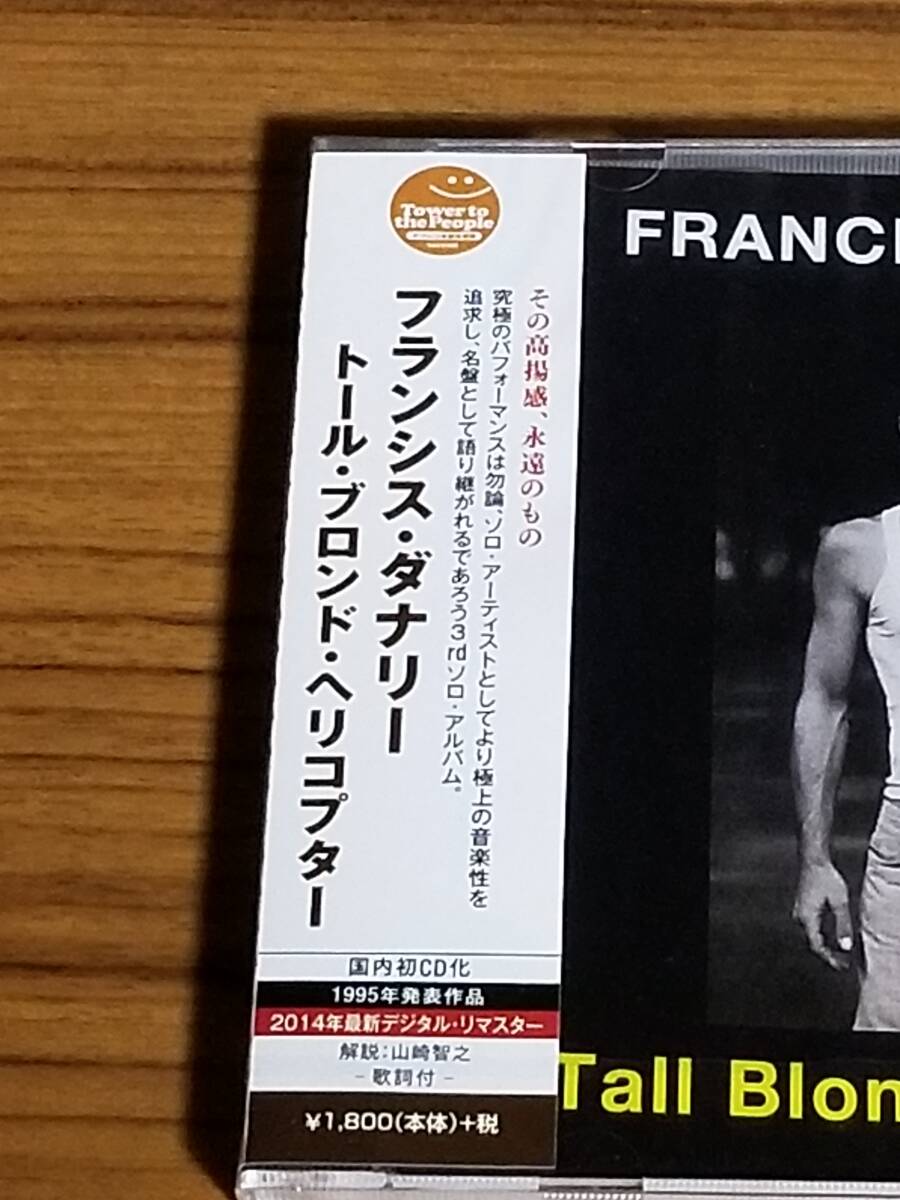 Tower to
the People
その高揚感、永遠のもの
究極のパフォーマンスは勿論、ソロ・アーティストとしてより極上の音楽性を
追求し、名盤として語り継がれるであろう3rdソロ・アルバム。
フランシス・ダナリー
トール・ブロンド・ヘリコプター
国内初CD化
1995年発表作品
2014年最新デジタル・リマスター
解説:山崎智之
- 歌詞付 -
¥1,800(本体)+税
FRANCI
Tall Blon